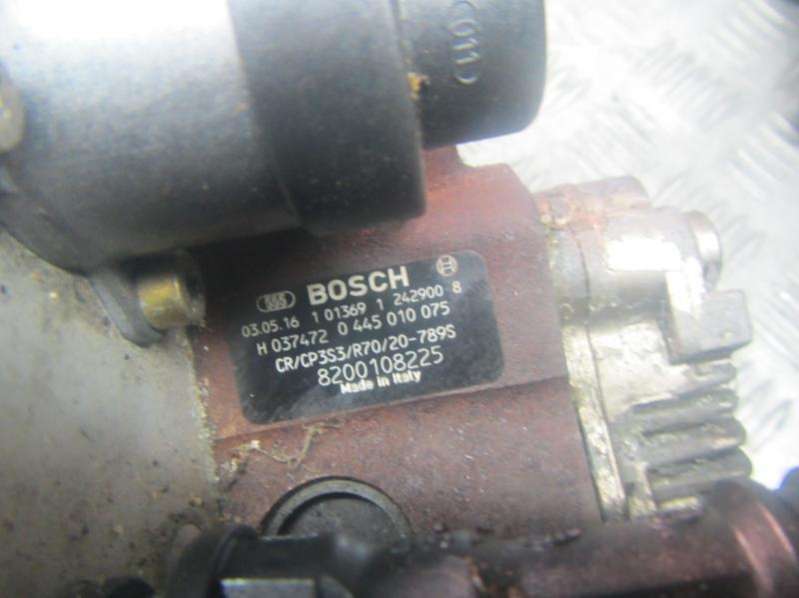 BOSCH
03.05.16 1 01369 1 242900 8
H 037472 0 445 010 075
CR/CP3S3/R70/20-789S
8200108225
Made in Italy